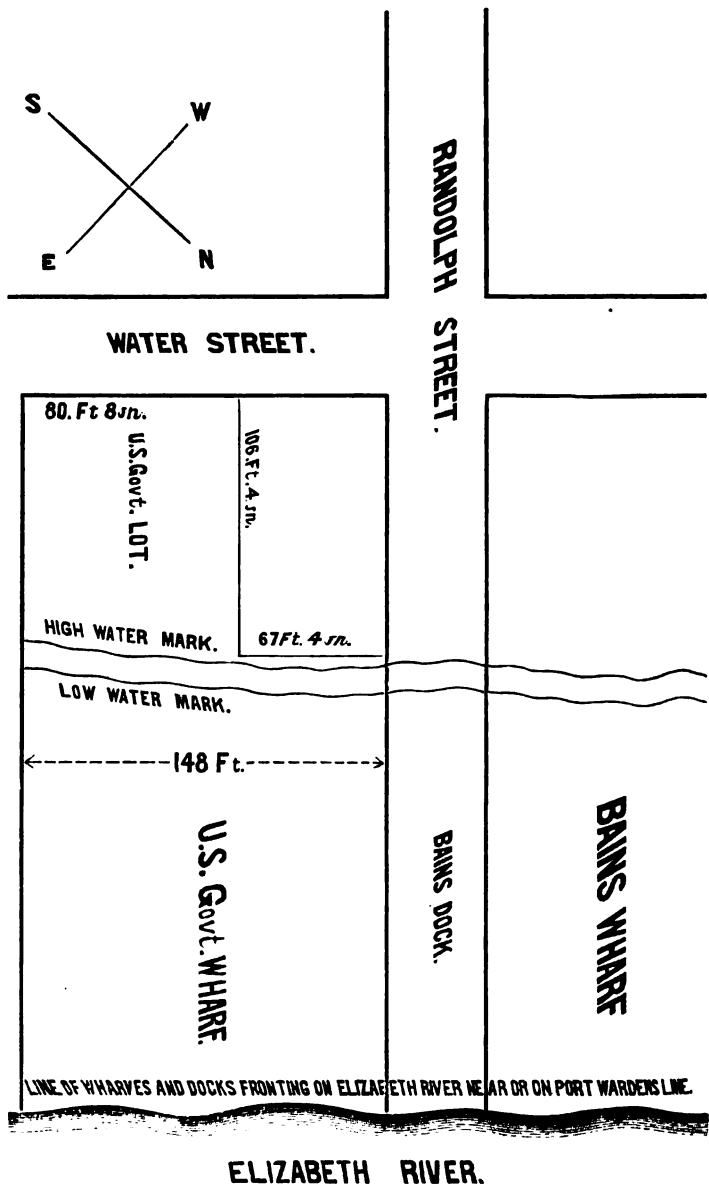 S
W
E
N
RANDOLPH STREET.
WATER STREET.
80. Ft 8 In.
U.S. Govt. LOT.
106. Ft. 4 In.
HIGH WATER MARK.
67 Ft. 4 In.
LOW WATER MARK.
148 Ft.
U.S. Govt. WHARF.
BAINS DOCK.
BAINS WHARF
LINE OF WHARVES AND DOCKS FRONTING ON ELIZABETH RIVER NEAR OR ON PORT WARDENS LINE.
ELIZABETH RIVER.